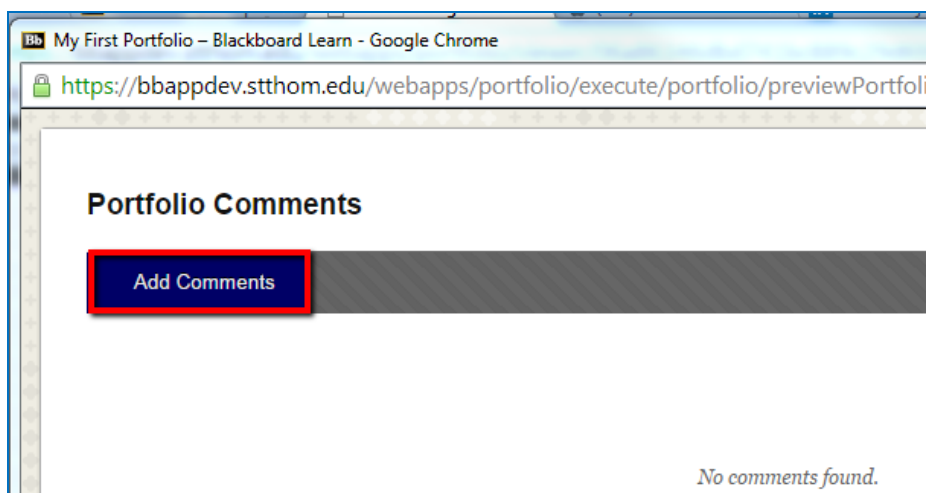 Bb My First Portfolio – Blackboard Learn - Google Chrome
https://bbappdev.stthom.edu/webapps/portfolio/execute/portfolio/previewPortfoli
Portfolio Comments
Add Comments
No comments found.